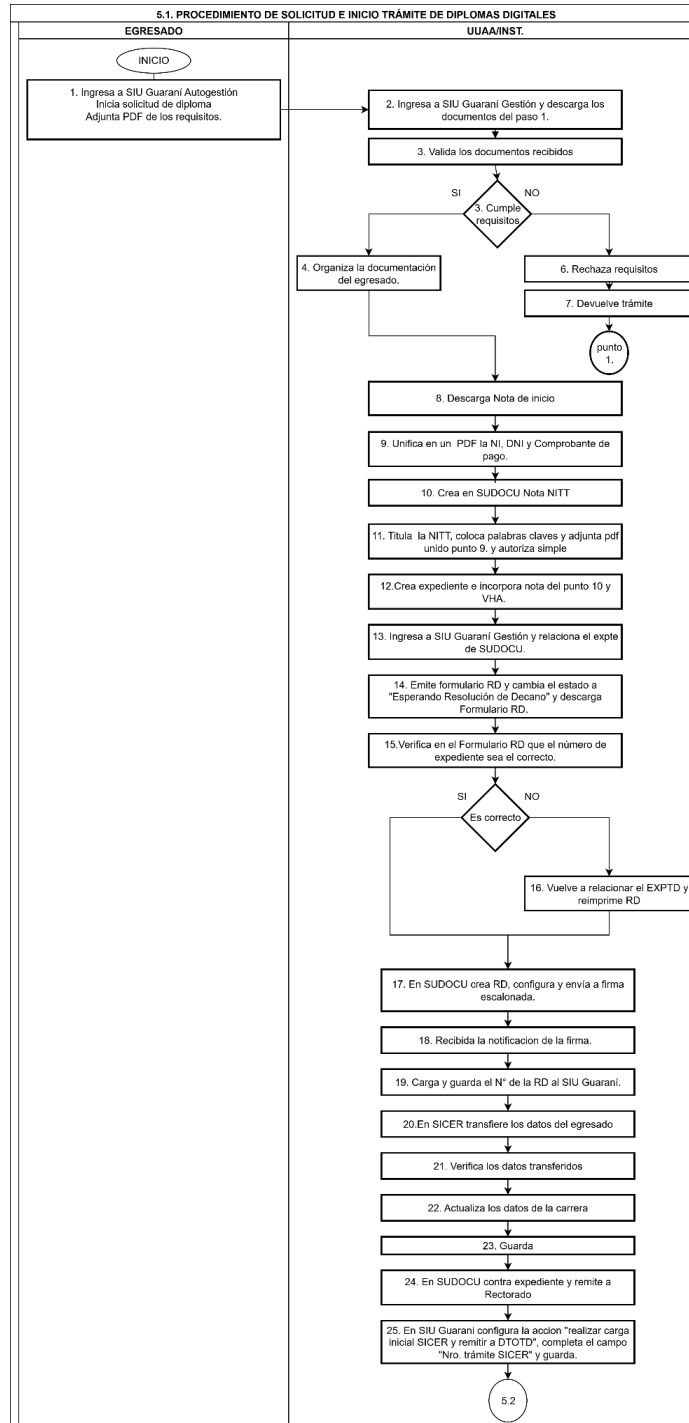 5.1. PROCEDIMIENTO DE SOLICITUD E INICIO TRÁMITE DE DIPLOMAS DIGITALES
EGRESADO
UUAA/INST.
INICIO
1. Ingresa a SIU Guaraní Autogestión
Inicia solicitud de diploma
Adjunta PDF de los requisitos.
2. Ingresa a SIU Guaraní Gestión y descarga los
documentos del paso 1.
3. Valida los documentos recibidos
SI
NO
3. Cumple
requisitos
4. Organiza la documentación
del egresado.
6. Rechaza requisitos
7. Devuelve trámite
punto
1.
8. Descarga Nota de inicio
9. Unifica en un PDF la NI, DNI y Comprobante de
pago.
10. Crea en SUDOCU Nota NITT
11. Titula la NITT, coloca palabras claves y adjunta pdf
unido punto 9. y autoriza simple
12.Crea expediente e incorpora nota del punto 10 y
VHA.
13. Ingresa a SIU Guaraní Gestión y relaciona el expte
de SUDOCU.
14. Emite formulario RD y cambia el estado a
"Esperando Resolución de Decano" y descarga
Formulario RD.
15.Verifica en el Formulario RD que el número de
expediente sea el correcto.
SI
NO
Es correcto
16. Vuelve a relacionar el EXPTD y
reimprime RD
17. En SUDOCU crea RD, configura y envía a firma
escalonada.
18. Recibida la notificacion de la firma.
19. Carga y guarda el N° de la RD al SIU Guaraní.
20.En SICER transfiere los datos del egresado
21. Verifica los datos transferidos
22. Actualiza los datos de la carrera
23. Guarda
24. En SUDOCU contra expediente y remite a
Rectorado
25. En SIU Guarani configura la accion "realizar carga
inicial SICER y remitir a DTOTD", completa el campo
"Nro. trámite SICER" y guarda.
5.2